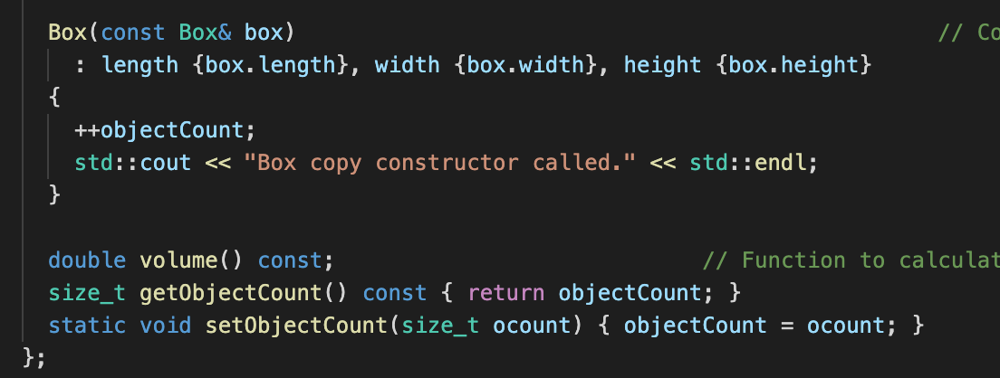 Box(const Box& box) // Co
: length {box.length}, width {box.width}, height {box.height}
{
++objectCount;
std::cout << "Box copy constructor called." << std::endl;
}
double volume() const; // Function to calculat
size_t getObjectCount() const { return objectCount; }
static void setObjectCount(size_t ocount) { objectCount = ocount; }
};